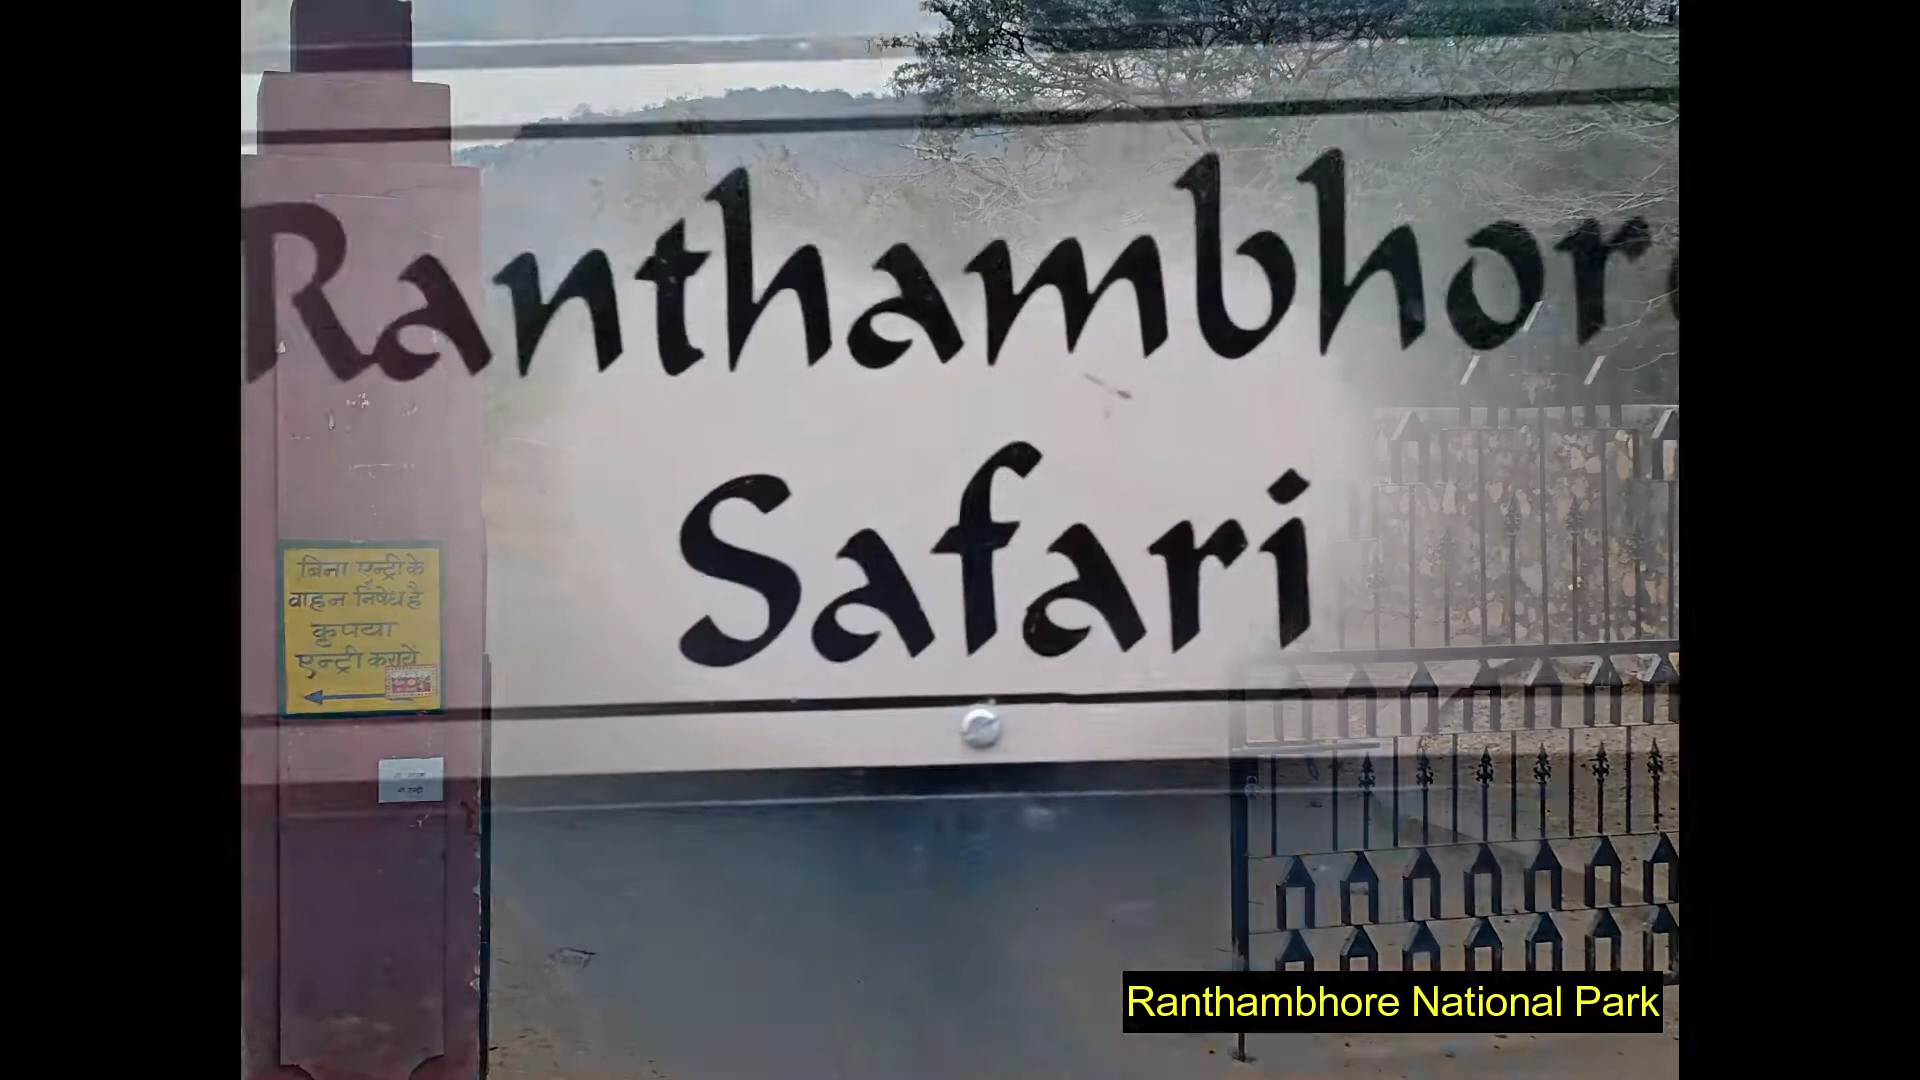 Ranthambhore
Safari
बिना एन्ट्री के
वाहन निषेध है
कृपया
एन्ट्री करायें
Ranthambhore National Park